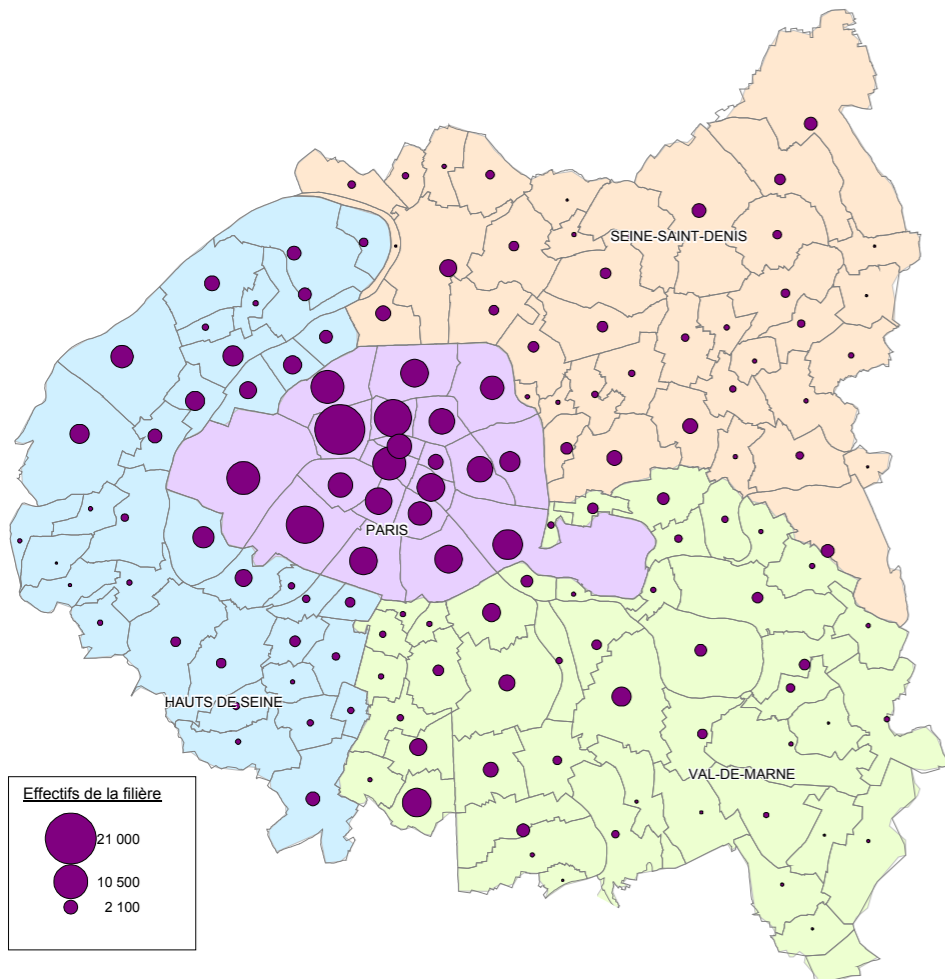 SEINE-SAINT-DENIS
PARIS
HAUTS DE SEINE
VAL-DE-MARNE
Effectifs de la filière
21 000
10 500
2 100